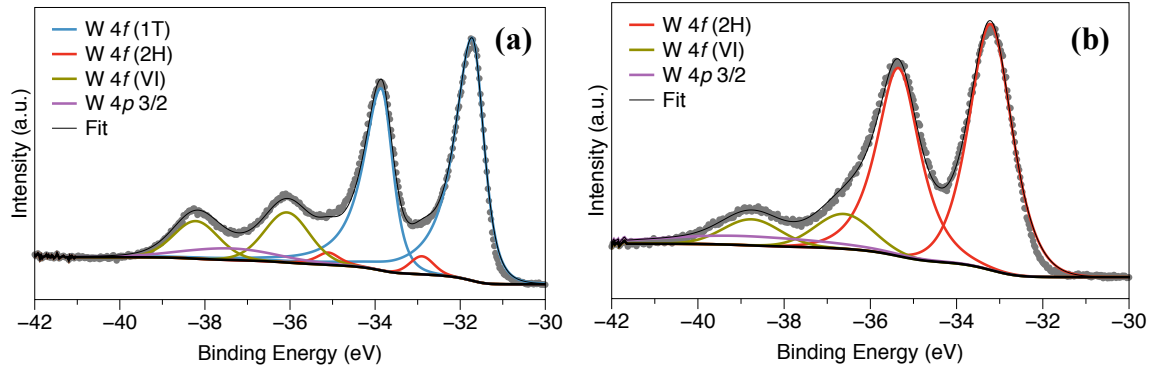 W 4f (1T)
W 4f (2H)
W 4f (VI)
W 4p 3/2
Fit
(a)
Intensity (a.u.)
−42 −40 −38 −36 −34 −32 −30
Binding Energy (eV)
W 4f (2H)
W 4f (VI)
W 4p 3/2
Fit
(b)
Intensity (a.u.)
−42 −40 −38 −36 −34 −32 −30
Binding Energy (eV)